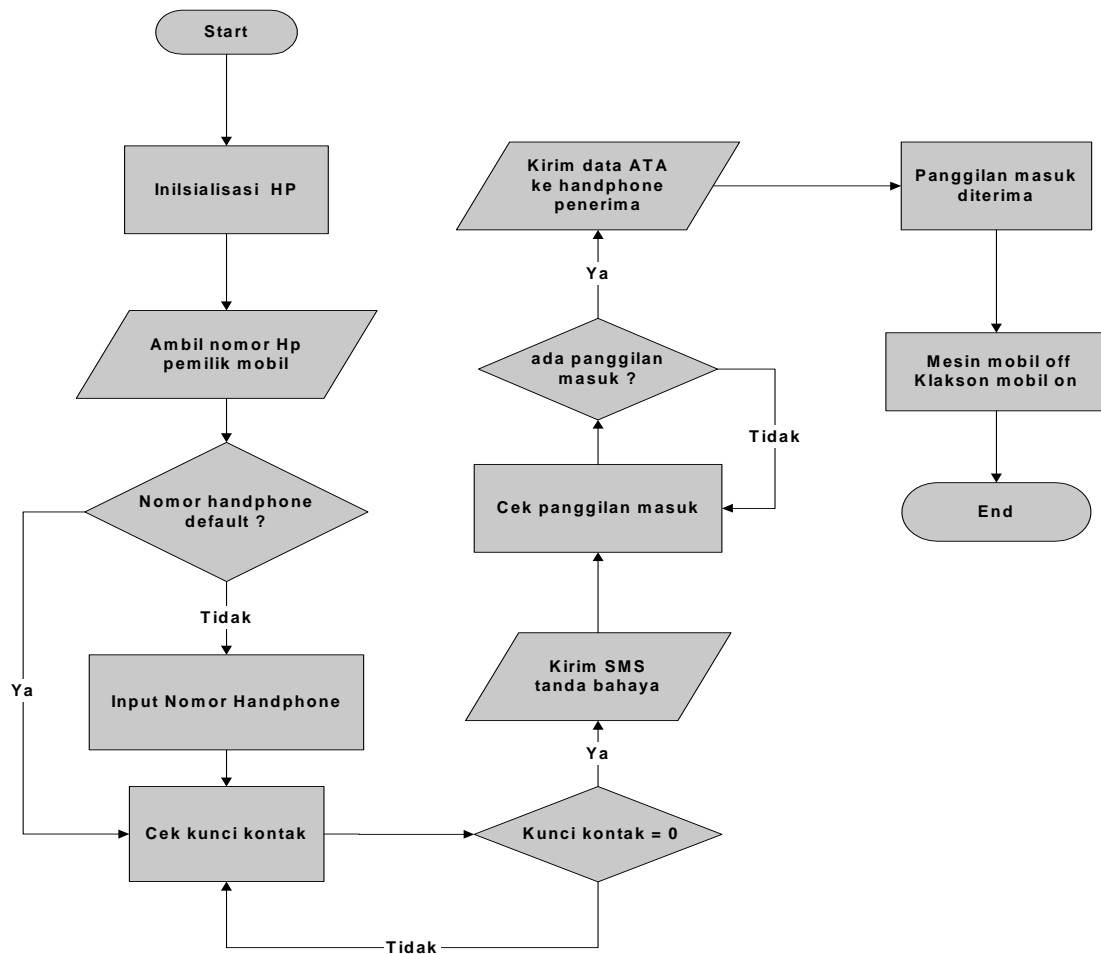 Start
Inilsialisasi HP
Ambil nomor Hp
pemilik mobil
Nomor handphone
default ?
Tidak
Ya
Input Nomor Handphone
Cek kunci kontak
Kunci kontak = 0
Tidak
Ya
Kirim SMS
tanda bahaya
Cek panggilan masuk
ada panggilan
masuk ?
Tidak
Ya
Kirim data ATA
ke handphone
penerima
Panggilan masuk
diterima
Mesin mobil off
Klakson mobil on
End